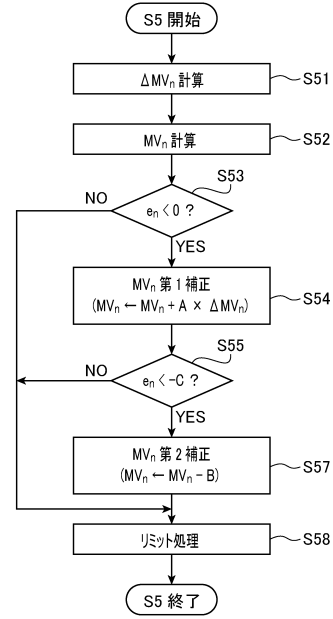 S5 開始
ΔMVn 計算
S51
MVn 計算
S52
S53
en < 0 ?
NO
YES
MVn 第1補正
(MVn ← MVn + A × ΔMVn)
S54
S55
en < -C ?
NO
YES
MVn 第2補正
(MVn ← MVn - B)
S57
リミット処理
S58
S5 終了